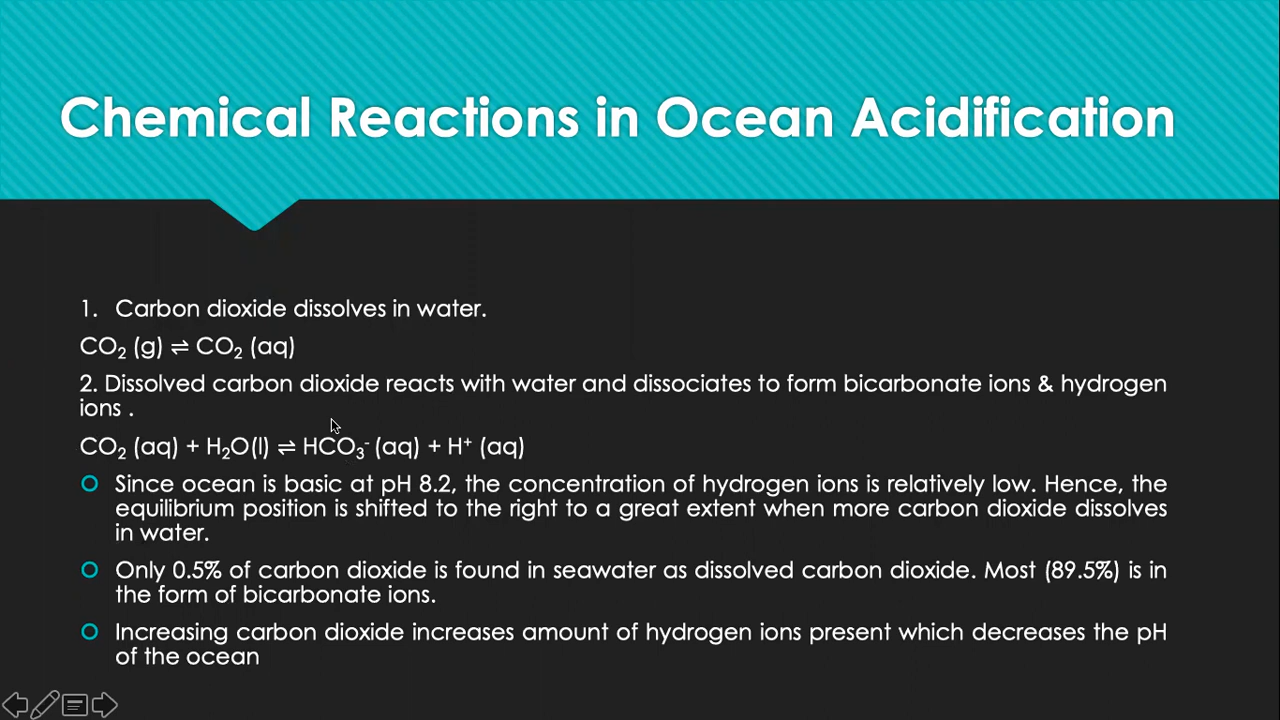 Chemical Reactions in Ocean Acidification
1. Carbon dioxide dissolves in water.
CO₂ (g) ⇌ CO₂ (aq)
2. Dissolved carbon dioxide reacts with water and dissociates to form bicarbonate ions & hydrogen
ions .
CO₂ (aq) + H₂O(l) ⇌ HCO₃⁻ (aq) + H⁺ (aq)
Since ocean is basic at pH 8.2, the concentration of hydrogen ions is relatively low. Hence, the
equilibrium position is shifted to the right to a great extent when more carbon dioxide dissolves
in water.
Only 0.5% of carbon dioxide is found in seawater as dissolved carbon dioxide. Most (89.5%) is in
the form of bicarbonate ions.
Increasing carbon dioxide increases amount of hydrogen ions present which decreases the pH
of the ocean